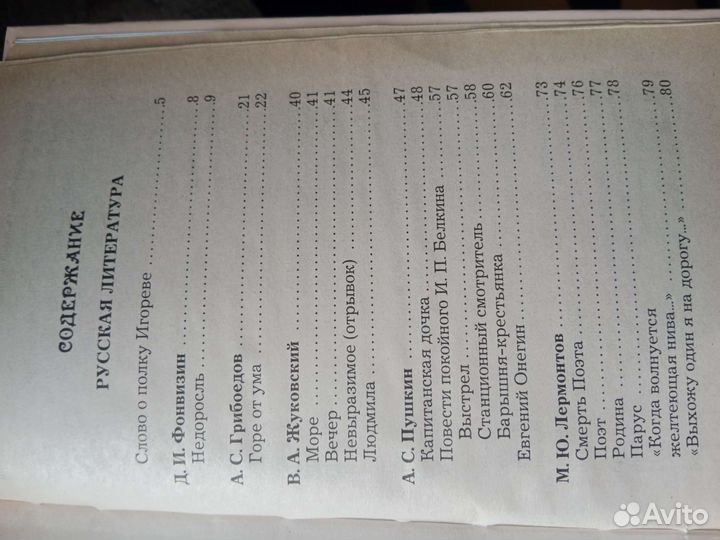 СОДЕРЖАНИЕ
РУССКАЯ ЛИТЕРАТУРА
Слово о полку Игореве ........................ 5
Д. И. Фонвизин ........................ 8
Недоросль ........................ 9
А. С. Грибоедов ........................ 21
Горе от ума ........................ 22
В. А. Жуковский ........................ 40
Море ........................ 41
Вечер ........................ 41
Невыразимое (отрывок) ........................ 44
Людмила ........................ 45
А. С. Пушкин ........................ 47
Капитанская дочка ........................ 48
Повести покойного И. П. Белкина ........................ 57
Выстрел ........................ 57
Станционный смотритель ........................ 58
Барышня-крестьянка ........................ 60
Евгений Онегин ........................ 62
М. Ю. Лермонтов ........................ 73
Смерть Поэта ........................ 74
Поэт ........................ 76
Родина ........................ 77
Парус ........................ 78
«Когда волнуется
желтеющая нива...» ........................ 79
«Выхожу один я на дорогу...» ........................ 80
Avito